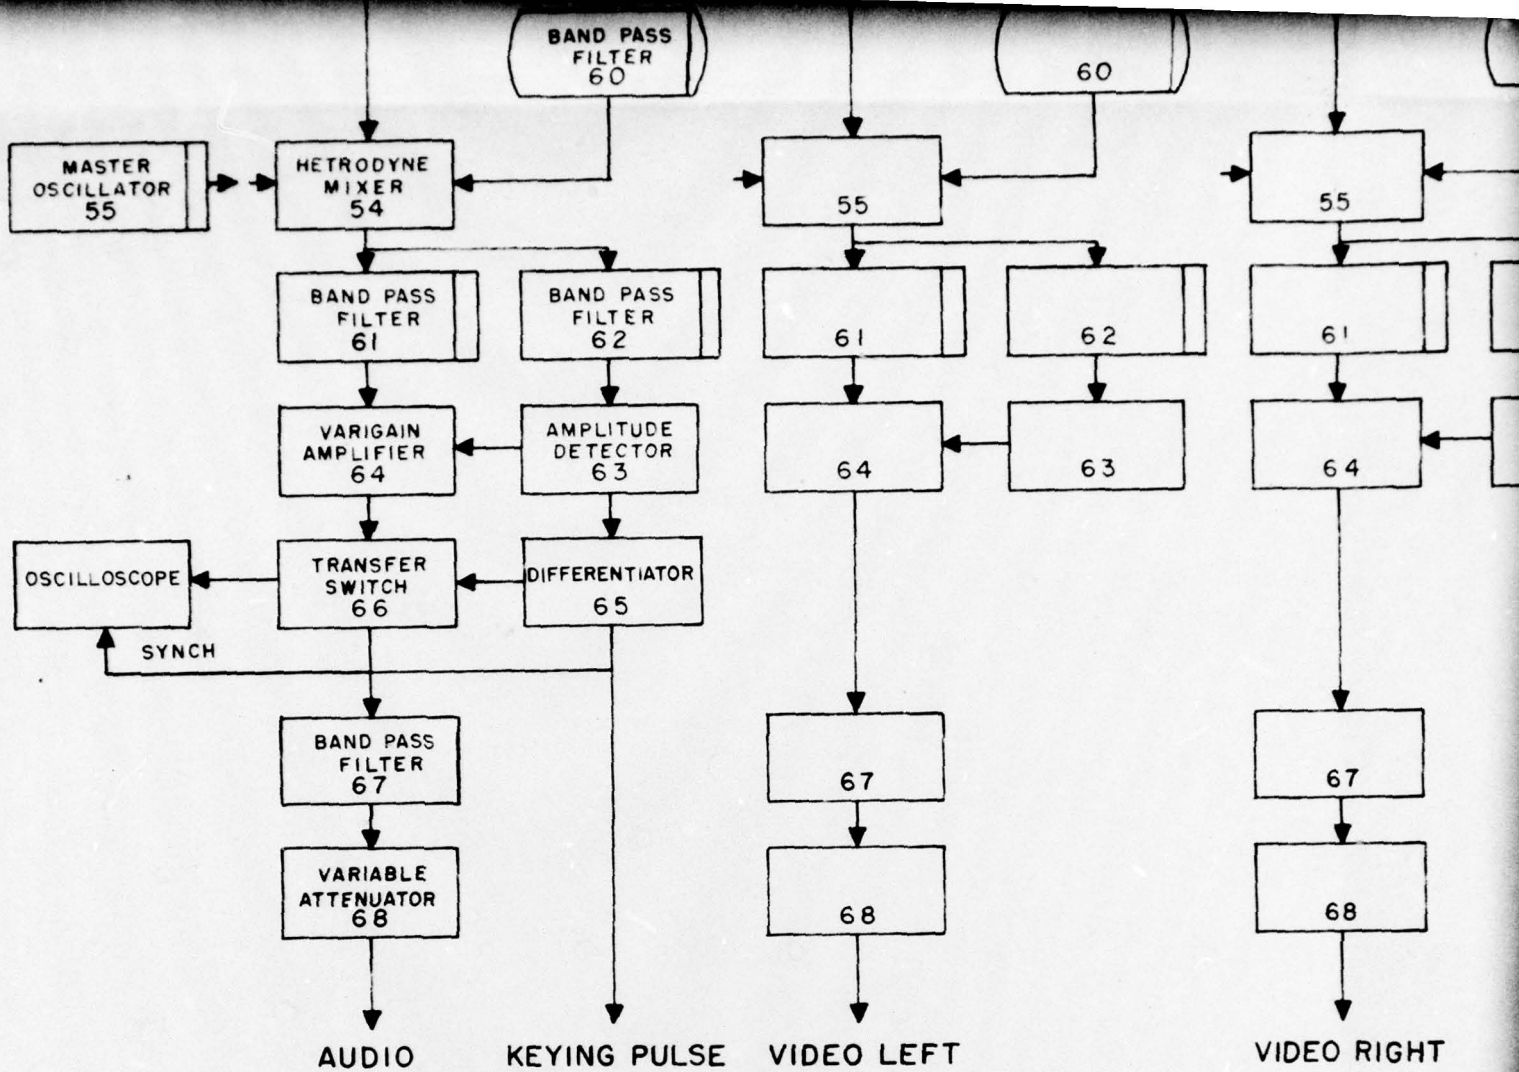 BAND PASS
FILTER
60
60
MASTER
OSCILLATOR
55
HETRODYNE
MIXER
54
55
55
BAND PASS
FILTER
61
BAND PASS
FILTER
62
61
62
61
VARIGAIN
AMPLIFIER
64
AMPLITUDE
DETECTOR
63
64
63
64
OSCILLOSCOPE
TRANSFER
SWITCH
66
DIFFERENTIATOR
65
SYNCH
BAND PASS
FILTER
67
67
67
VARIABLE
ATTENUATOR
68
68
68
AUDIO
KEYING PULSE
VIDEO LEFT
VIDEO RIGHT